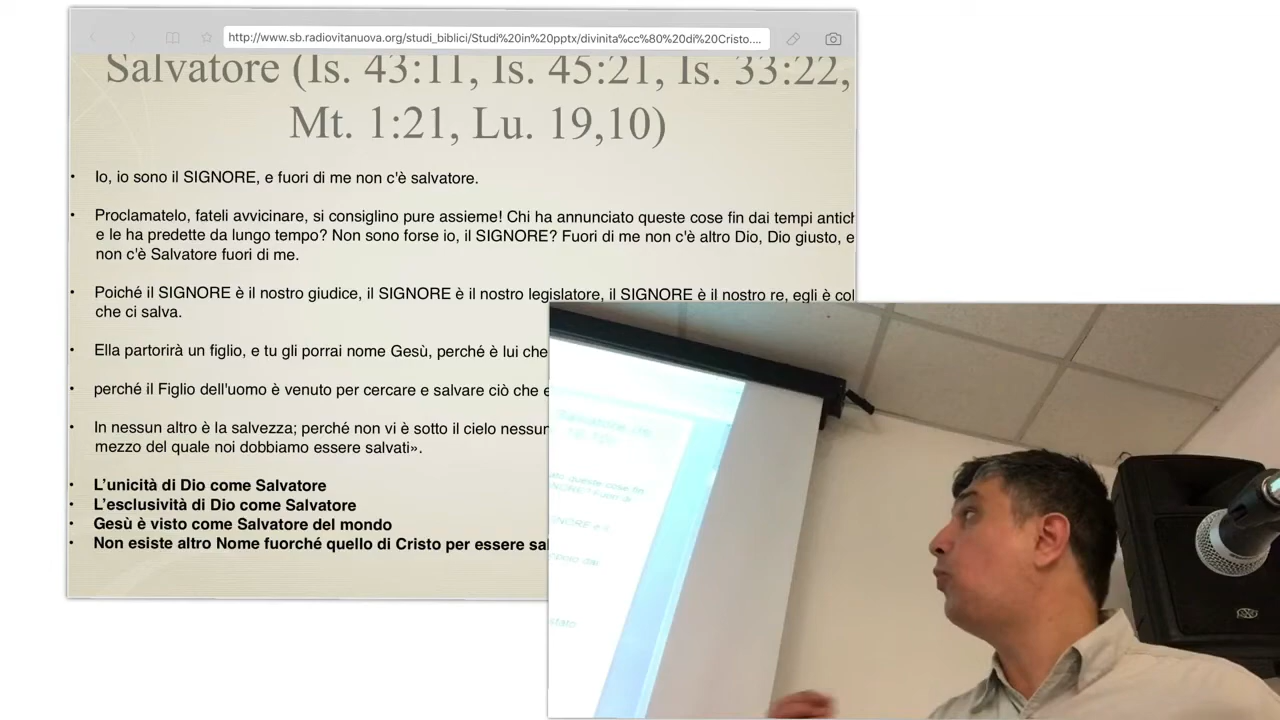 http://www.sb.radiovitanuova.org/studi_biblici/Studi%20in%20pptx/divinita%cc%80%20di%20Cristo....
Salvatore (Is. 43:11, Is. 45:21, Is. 33:22,
Mt. 1:21, Lu. 19,10)
• Io, io sono il SIGNORE, e fuori di me non c'è salvatore.
• Proclamatelo, fateli avvicinare, si consiglino pure assieme! Chi ha annunciato queste cose fin dai tempi antich
e le ha predette da lungo tempo? Non sono forse io, il SIGNORE? Fuori di me non c'è altro Dio, Dio giusto, e
non c'è Salvatore fuori di me.
• Poiché il SIGNORE è il nostro giudice, il SIGNORE è il nostro legislatore, il SIGNORE è il nostro re, egli è col
che ci salva.
• Ella partorirà un figlio, e tu gli porrai nome Gesù, perché è lui che
• perché il Figlio dell'uomo è venuto per cercare e salvare ciò che e
• In nessun altro è la salvezza; perché non vi è sotto il cielo nessun
mezzo del quale noi dobbiamo essere salvati».
• L’unicità di Dio come Salvatore
• L’esclusività di Dio come Salvatore
• Gesù è visto come Salvatore del mondo
• Non esiste altro Nome fuorché quello di Cristo per essere sal